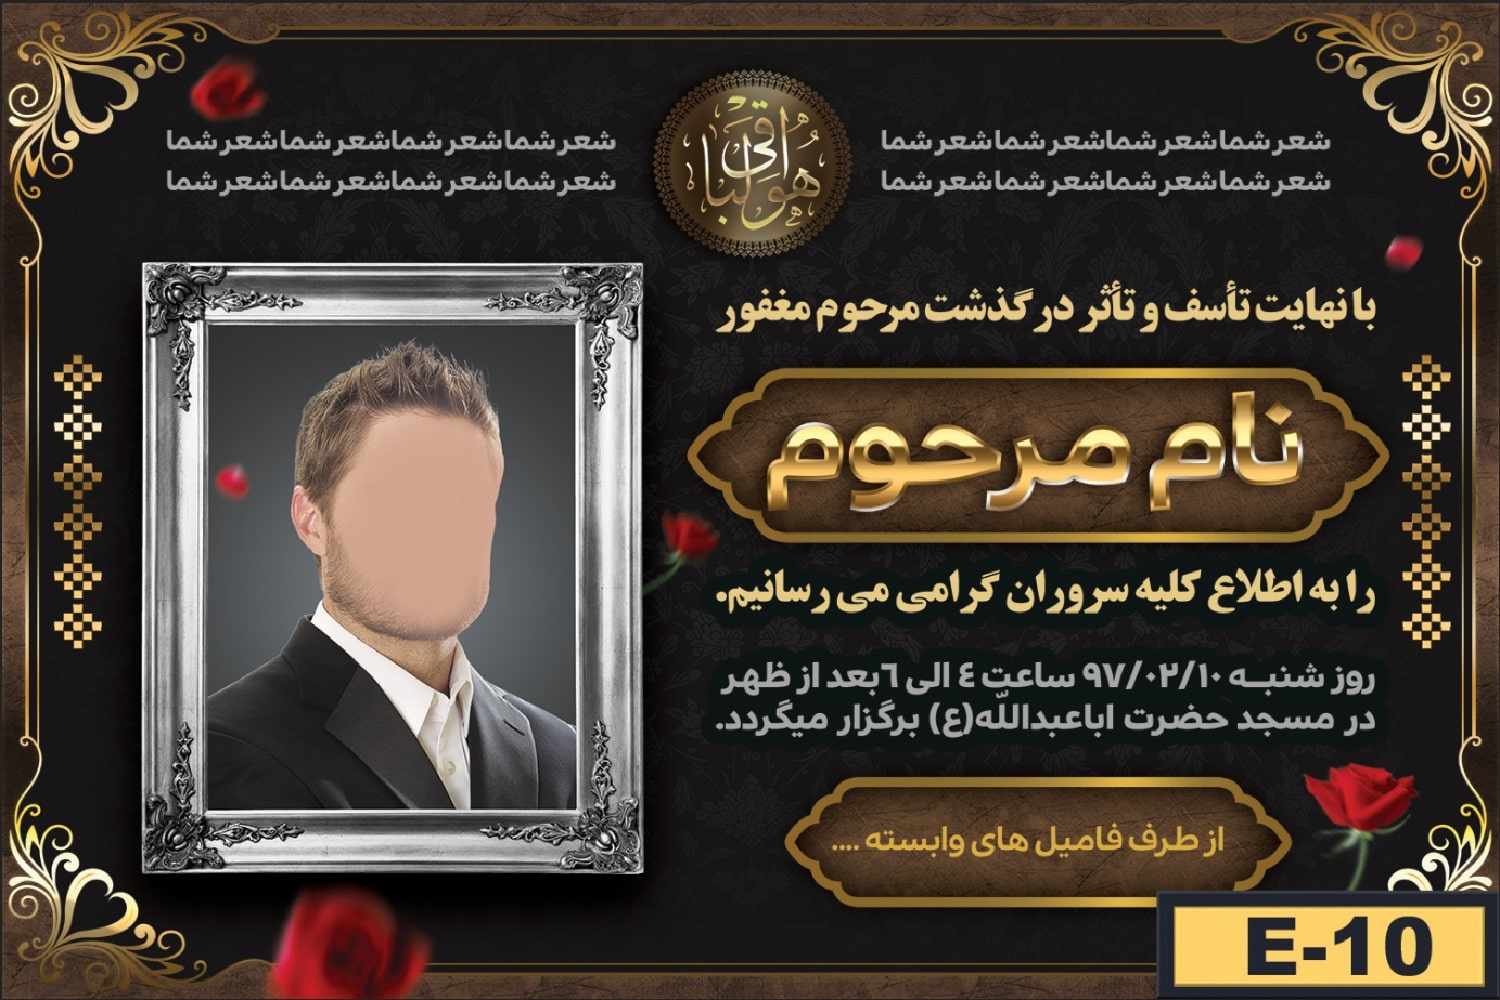 هوالباقی
شعر شما شعر شما شعر شما شعر شما
شعر شما شعر شما شعر شما شعر شما
شعر شما شعر شما شعر شما شعر شما
شعر شما شعر شما شعر شما شعر شما
با نهایت تأسف و تأثر درگذشت مرحوم مغفور
نام مرحوم
را به اطلاع کلیه سروران گرامی می رسانیم.
روز شنبـه ۹۷/۰۲/۱۰ ساعت ٤ الی ٦ بعد از ظهر
در مسجد حضرت اباعبدالله(ع) برگزار میگردد.
از طرف فامیل های وابسته ....
E-10